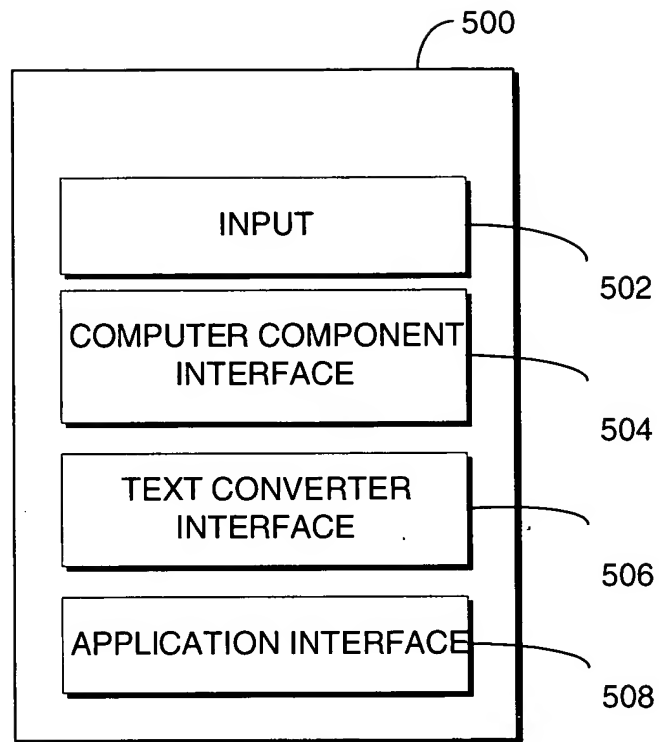 500
INPUT
502
COMPUTER COMPONENT
INTERFACE
504
TEXT CONVERTER
INTERFACE
506
APPLICATION INTERFACE
508